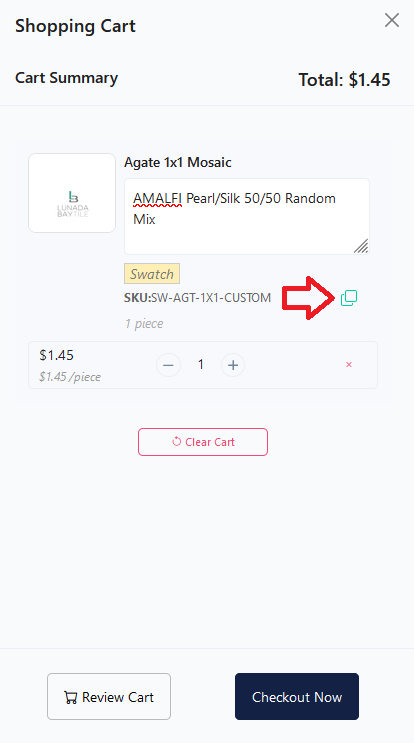 Shopping Cart
Cart Summary
Total: $1.45
LUNADA
BAYTILE
Agate 1x1 Mosaic
AMALFI Pearl/Silk 50/50 Random
Mix
Swatch
SKU:SW-AGT-1X1-CUSTOM
1 piece
$1.45
$1.45/piece
1
Clear Cart
Review Cart
Checkout Now